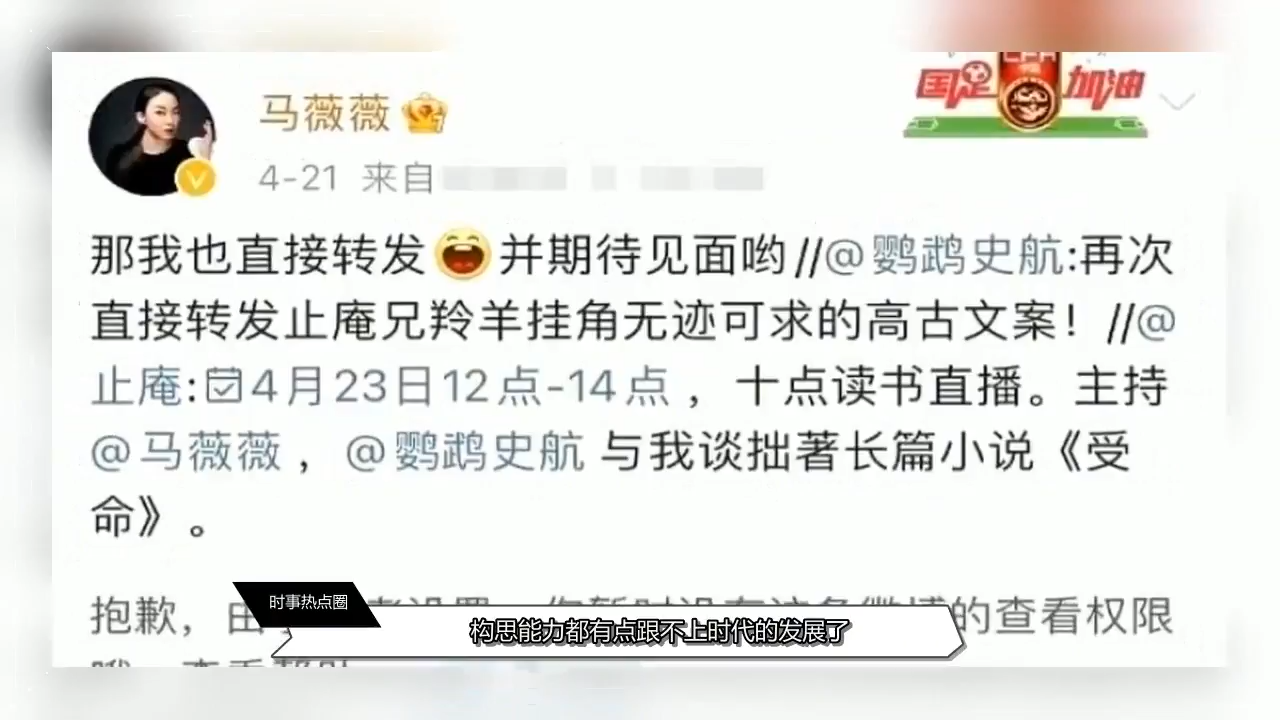 国足 加油
马薇薇
4-21 来自
那我也直接转发并期待见面哟//@鹦鹉史航:再次
直接转发止庵兄羚羊挂角无迹可求的高古文案！//@
止庵:4月23日12点-14点，十点读书直播。主持
@马薇薇，@鹦鹉史航 与我谈拙著长篇小说《受
命》。
抱歉，由 的查看权限
时事热点圈
构思能力都有点跟不上时代的发展了